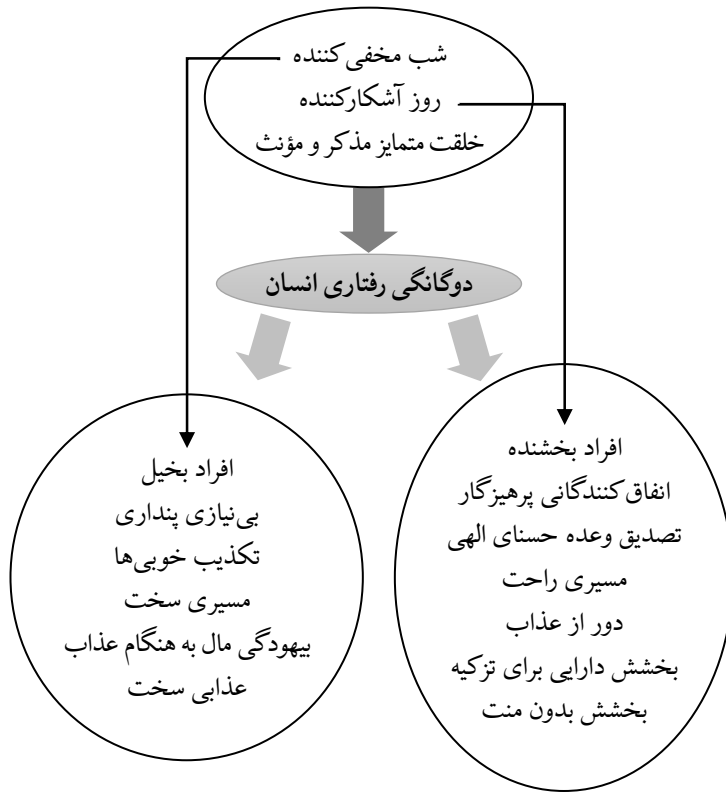 شب مخفی‌کننده
روز آشکارکننده
خلقت متمایز مذکر و مؤنث
دوگانگی رفتاری انسان
افراد بخشنده
انفاق‌کنندگانی پرهیزگار
تصدیق وعده حسنای الهی
مسیری راحت
دور از عذاب
بخشش دارایی برای تزکیه
بخشش بدون منت
افراد بخیل
بی‌نیازی پنداری
تکذیب خوبی‌ها
مسیری سخت
بیهودگی مال به هنگام عذاب
عذابی سخت